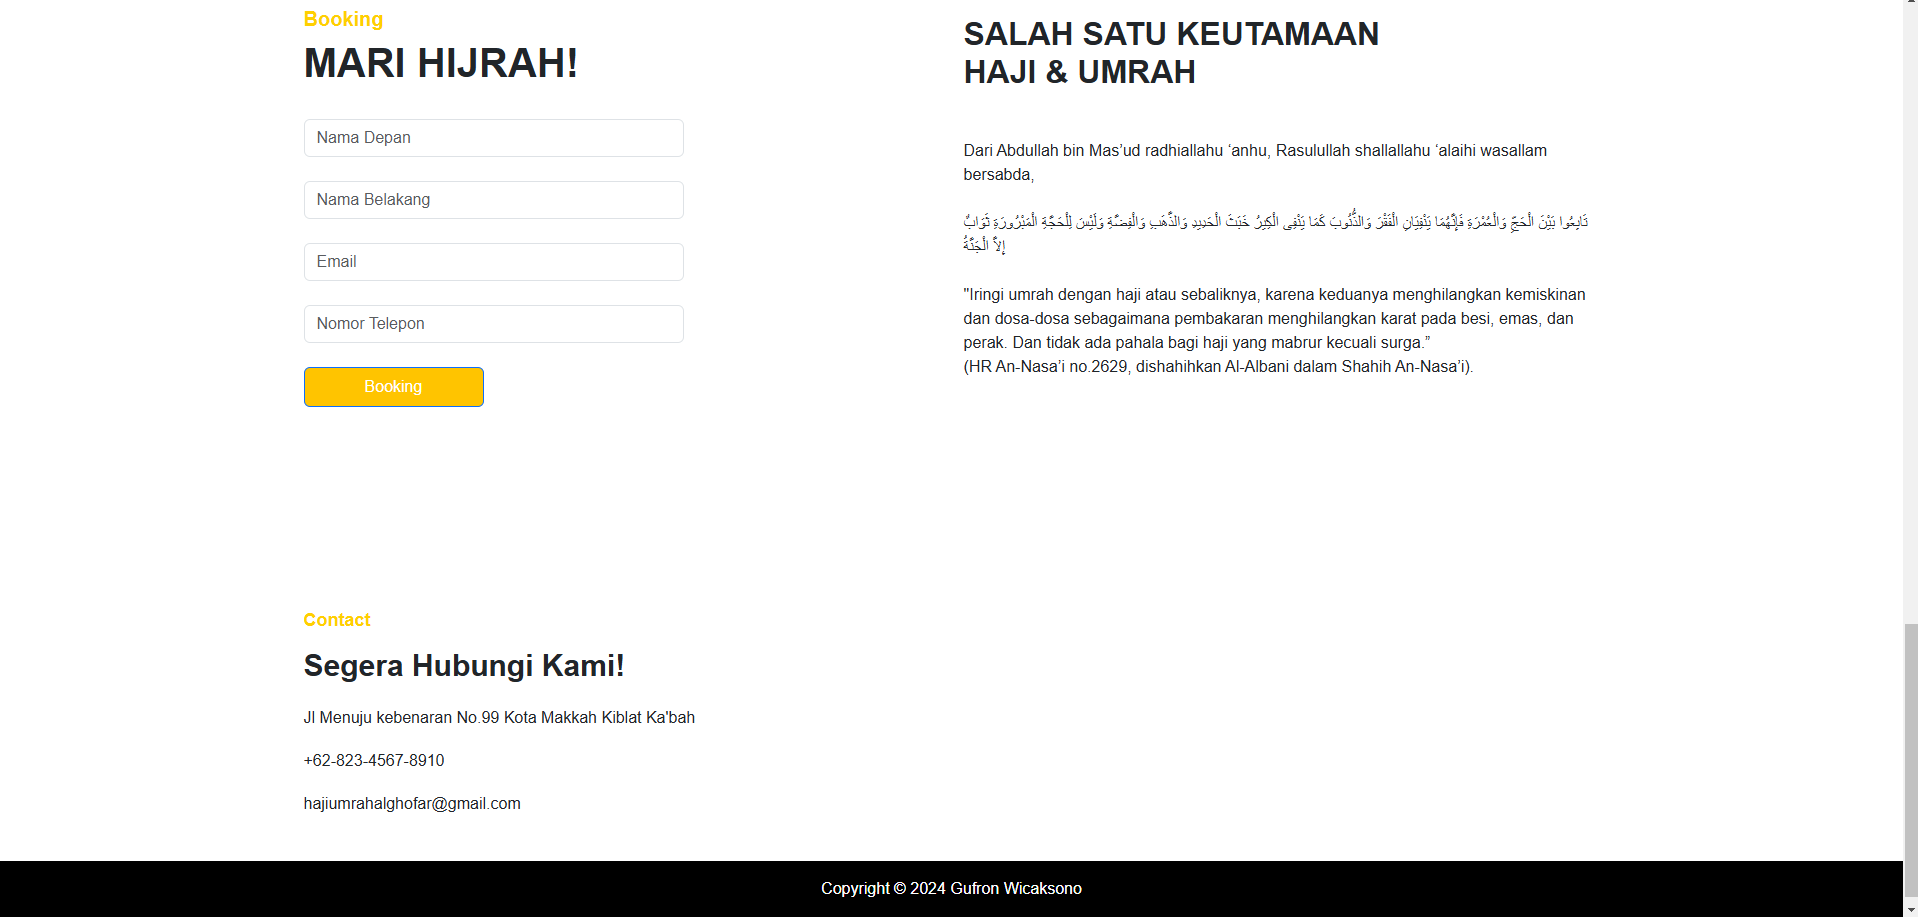 Booking
MARI HIJRAH!
Nama Depan
Nama Belakang
Email
Nomor Telepon
Booking
SALAH SATU KEUTAMAAN
HAJI & UMRAH
Dari Abdullah bin Mas’ud radhiallahu ‘anhu, Rasulullah shallallahu ‘alaihi wasallam
bersabda,
تَابِعُوا بَيْنَ الْحَجِّ وَالْعُمْرَةِ فَإِنَّهُمَا يَنْفِيَانِ الْفَقْرَ وَالذُّنُوبَ كَمَا يَنْفِى الْكِيرُ خَبَثَ الْحَدِيدِ وَالذَّهَبِ وَالْفِضَّةِ وَلَيْسَ لِلْحَجَّةِ الْمَبْرُورَةِ ثَوَابٌ
إِلاَّ الْجَنَّةُ
"Iringi umrah dengan haji atau sebaliknya, karena keduanya menghilangkan kemiskinan
dan dosa-dosa sebagaimana pembakaran menghilangkan karat pada besi, emas, dan
perak. Dan tidak ada pahala bagi haji yang mabrur kecuali surga.”
(HR An-Nasa’i no.2629, dishahihkan Al-Albani dalam Shahih An-Nasa’i).
Contact
Segera Hubungi Kami!
Jl Menuju kebenaran No.99 Kota Makkah Kiblat Ka'bah
+62-823-4567-8910
hajiumrahalghofar@gmail.com
Copyright © 2024 Gufron Wicaksono